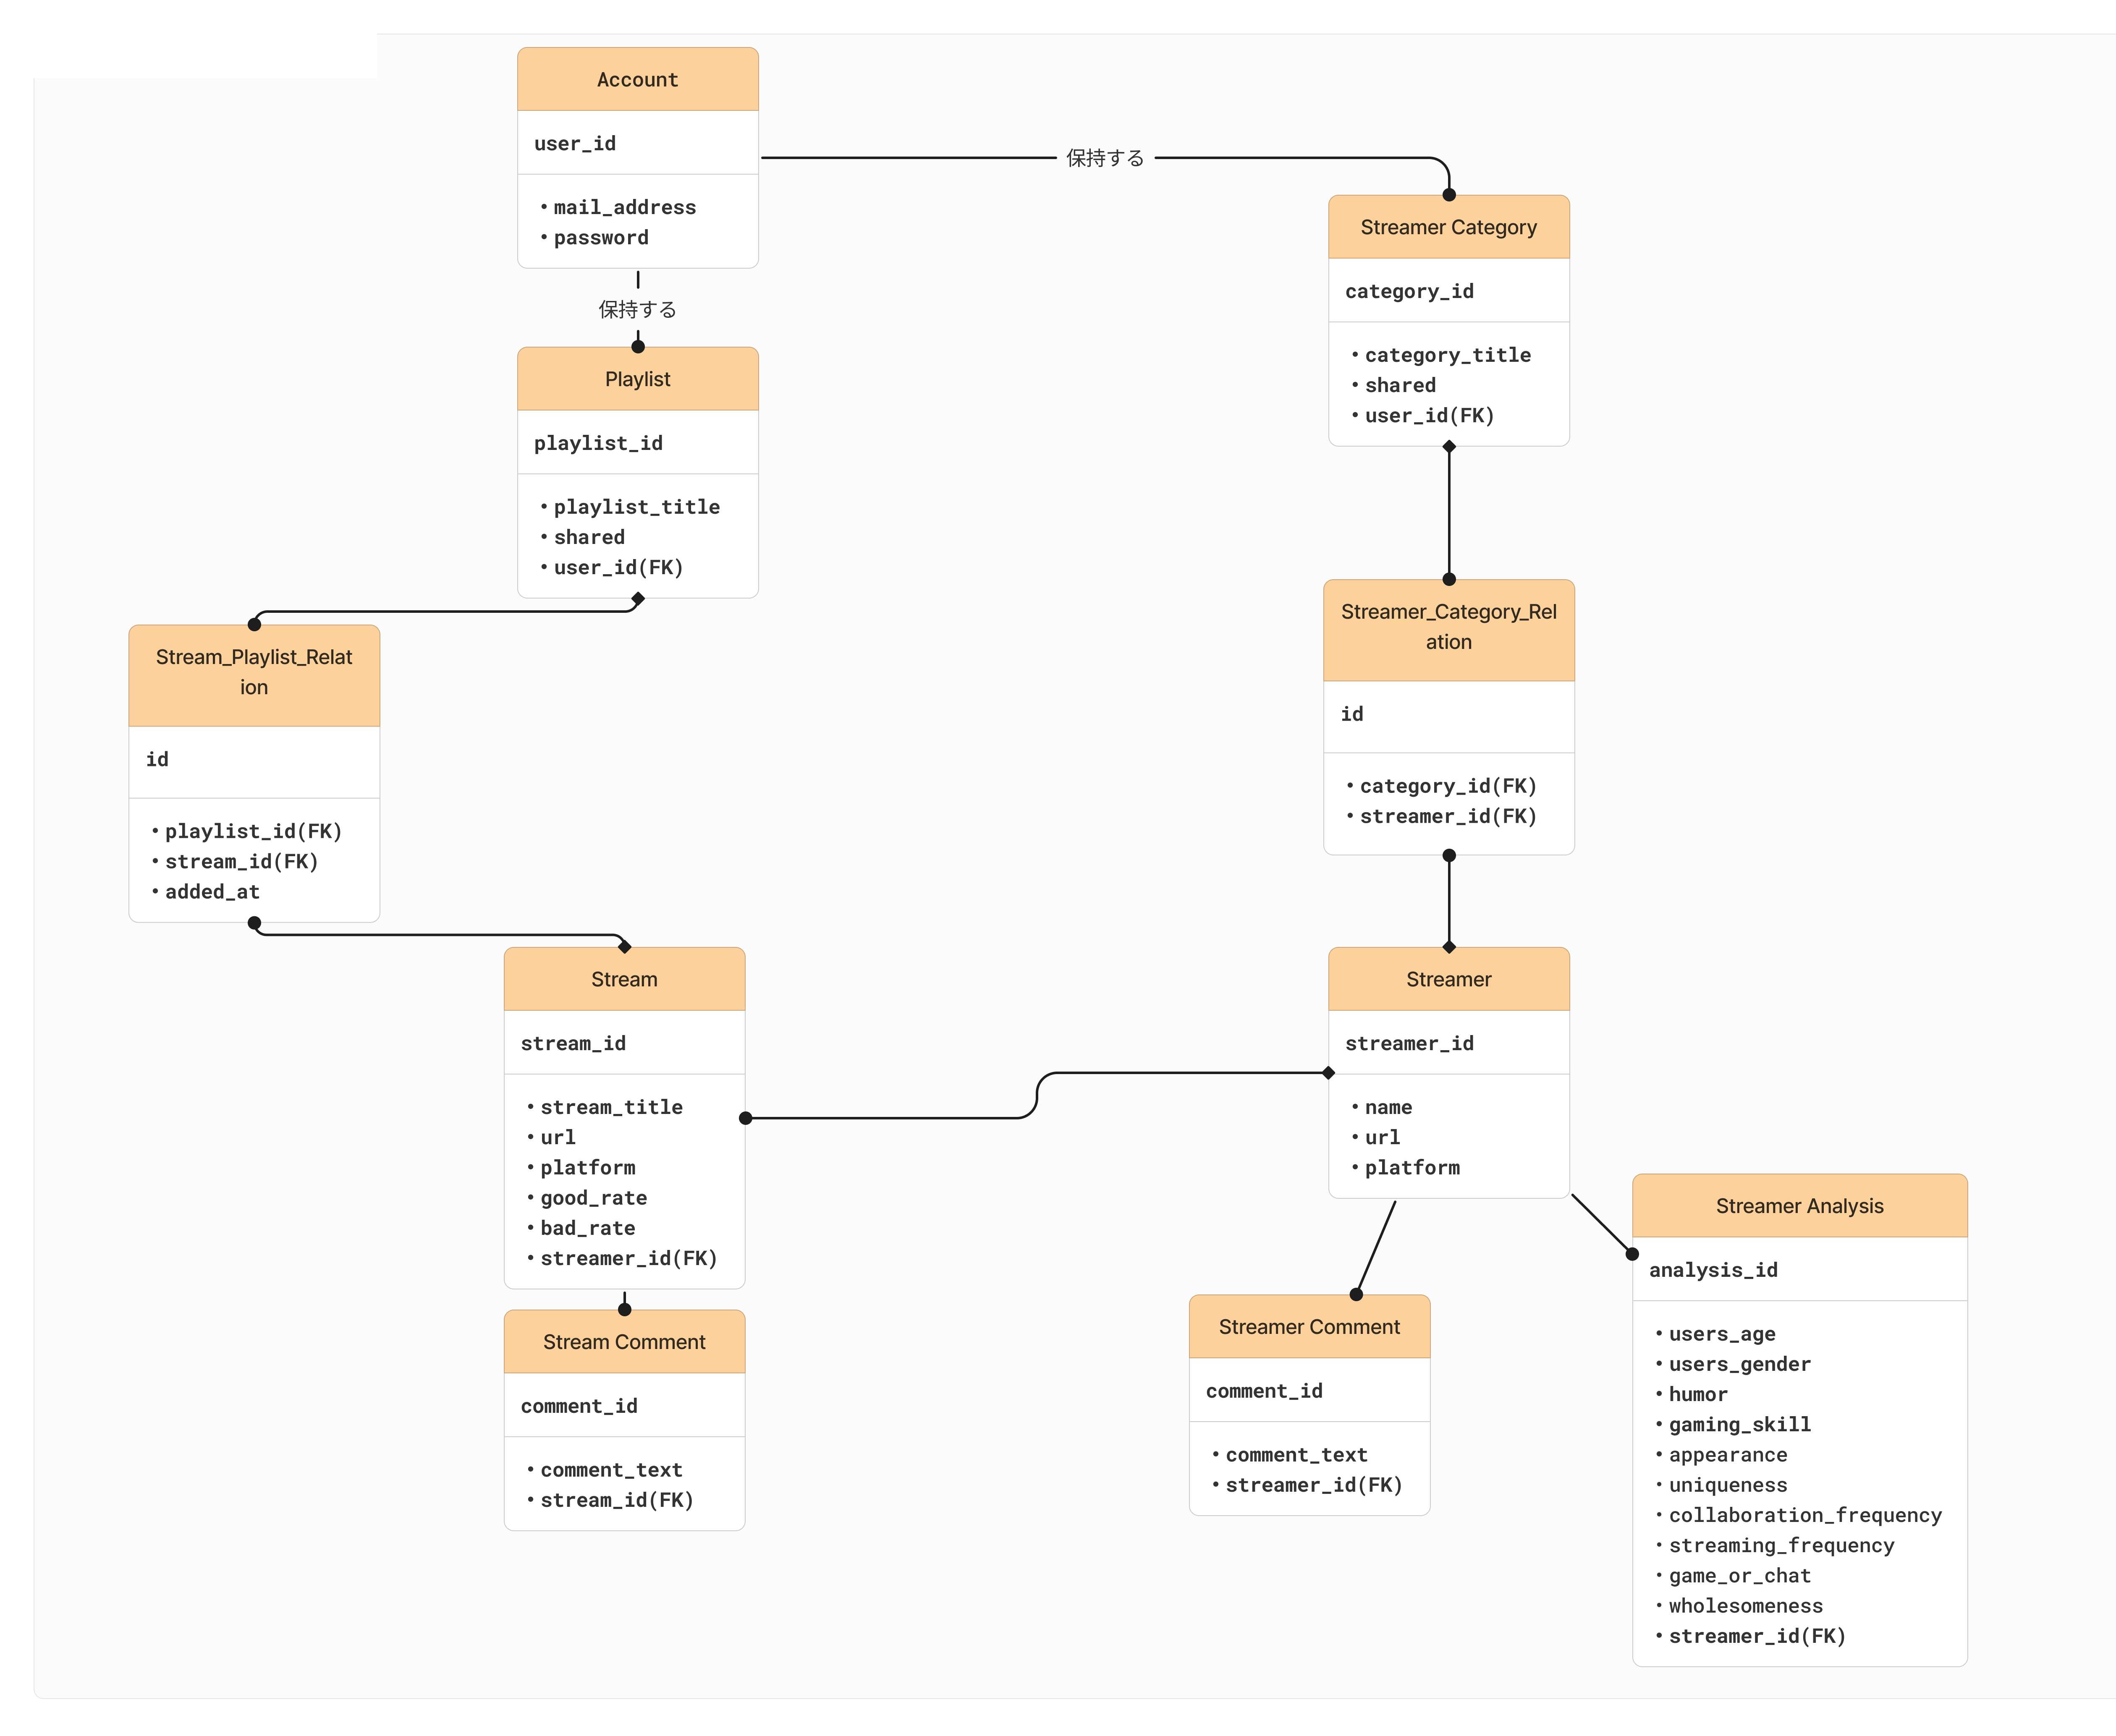 Account
user_id
・mail_address
・password
保持する
保持する
Streamer Category
category_id
・category_title
・shared
・user_id(FK)
Playlist
playlist_id
・playlist_title
・shared
・user_id(FK)
Stream_Playlist_Relat
ion
id
・playlist_id(FK)
・stream_id(FK)
・added_at
Streamer_Category_Rel
ation
id
・category_id(FK)
・streamer_id(FK)
Stream
stream_id
・stream_title
・url
・platform
・good_rate
・bad_rate
・streamer_id(FK)
Streamer
streamer_id
・name
・url
・platform
Stream Comment
comment_id
・comment_text
・stream_id(FK)
Streamer Comment
comment_id
・comment_text
・streamer_id(FK)
Streamer Analysis
analysis_id
・users_age
・users_gender
・humor
・gaming_skill
・appearance
・uniqueness
・collaboration_frequency
・streaming_frequency
・game_or_chat
・wholesomeness
・streamer_id(FK)